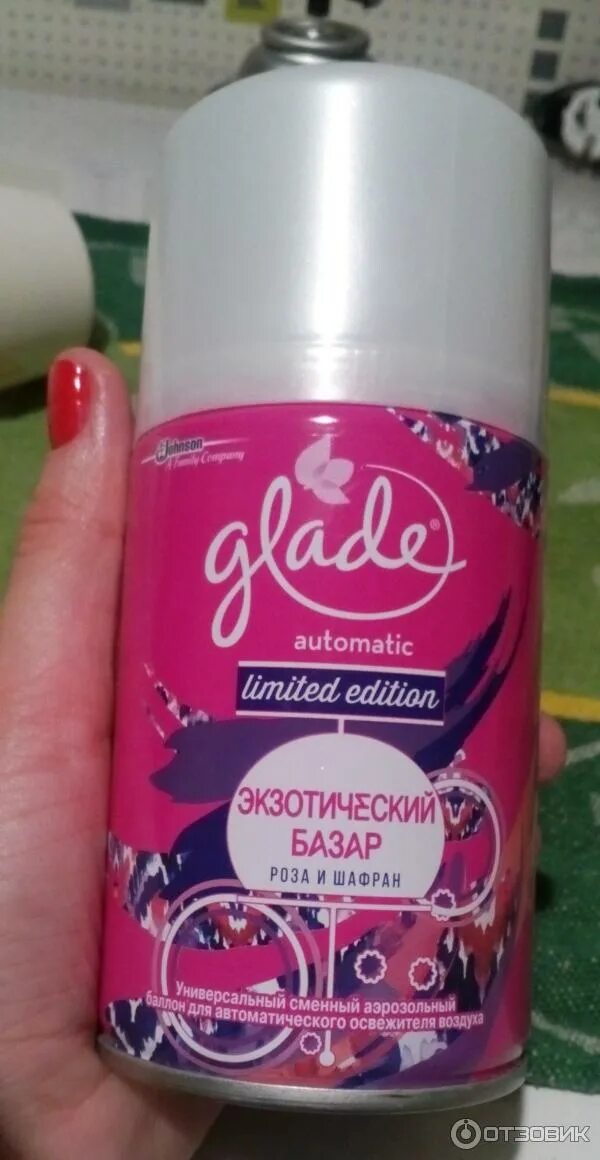 Johnson
A Family Company
glade®
automatic
limited edition
ЭКЗОТИЧЕСКИЙ
БАЗАР
РОЗА И ШАФРАН
Универсальный сменный аэрозольный
баллон для автоматического освежителя воздуха
ОТЗОВИК